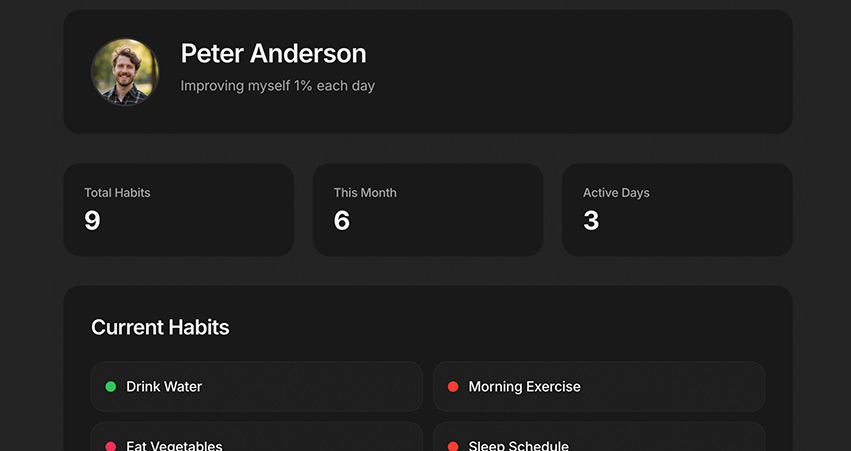 Peter Anderson
Improving myself 1% each day
Total Habits
9
This Month
6
Active Days
3
Current Habits
Drink Water
Morning Exercise
Eat Vegetables
Sleep Schedule